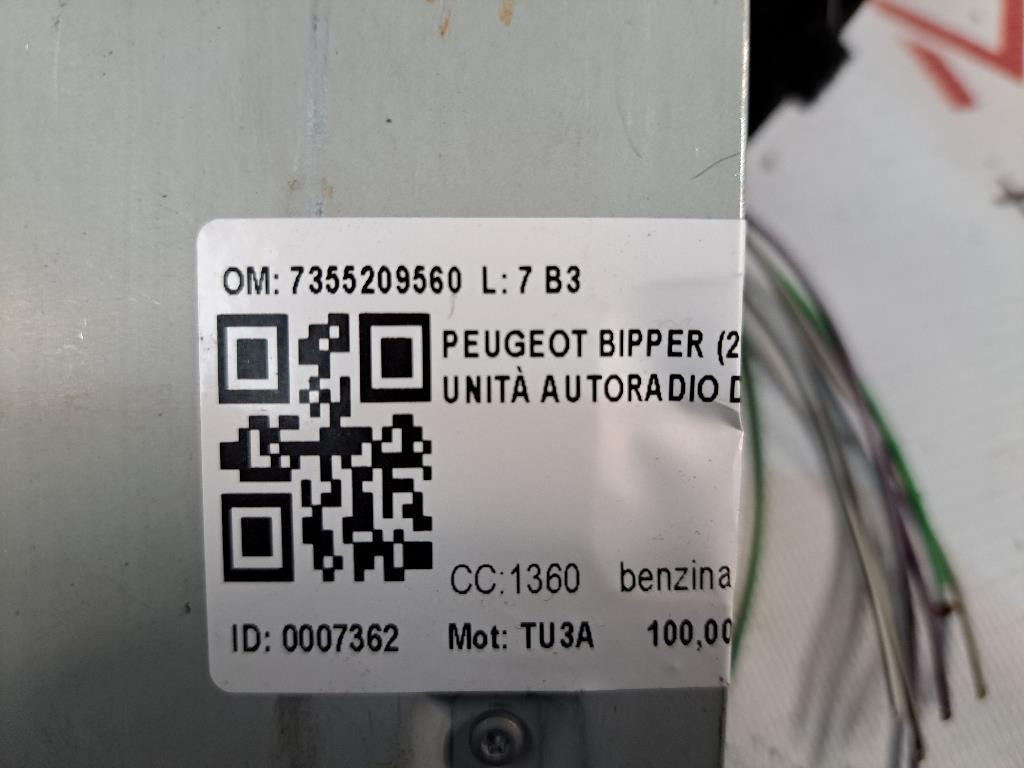 OM: 7355209560 L: 7 B3
PEUGEOT BIPPER (2
UNITÀ AUTORADIO
CC:1360 benzina
ID: 0007362 Mot: TU3A 100,00